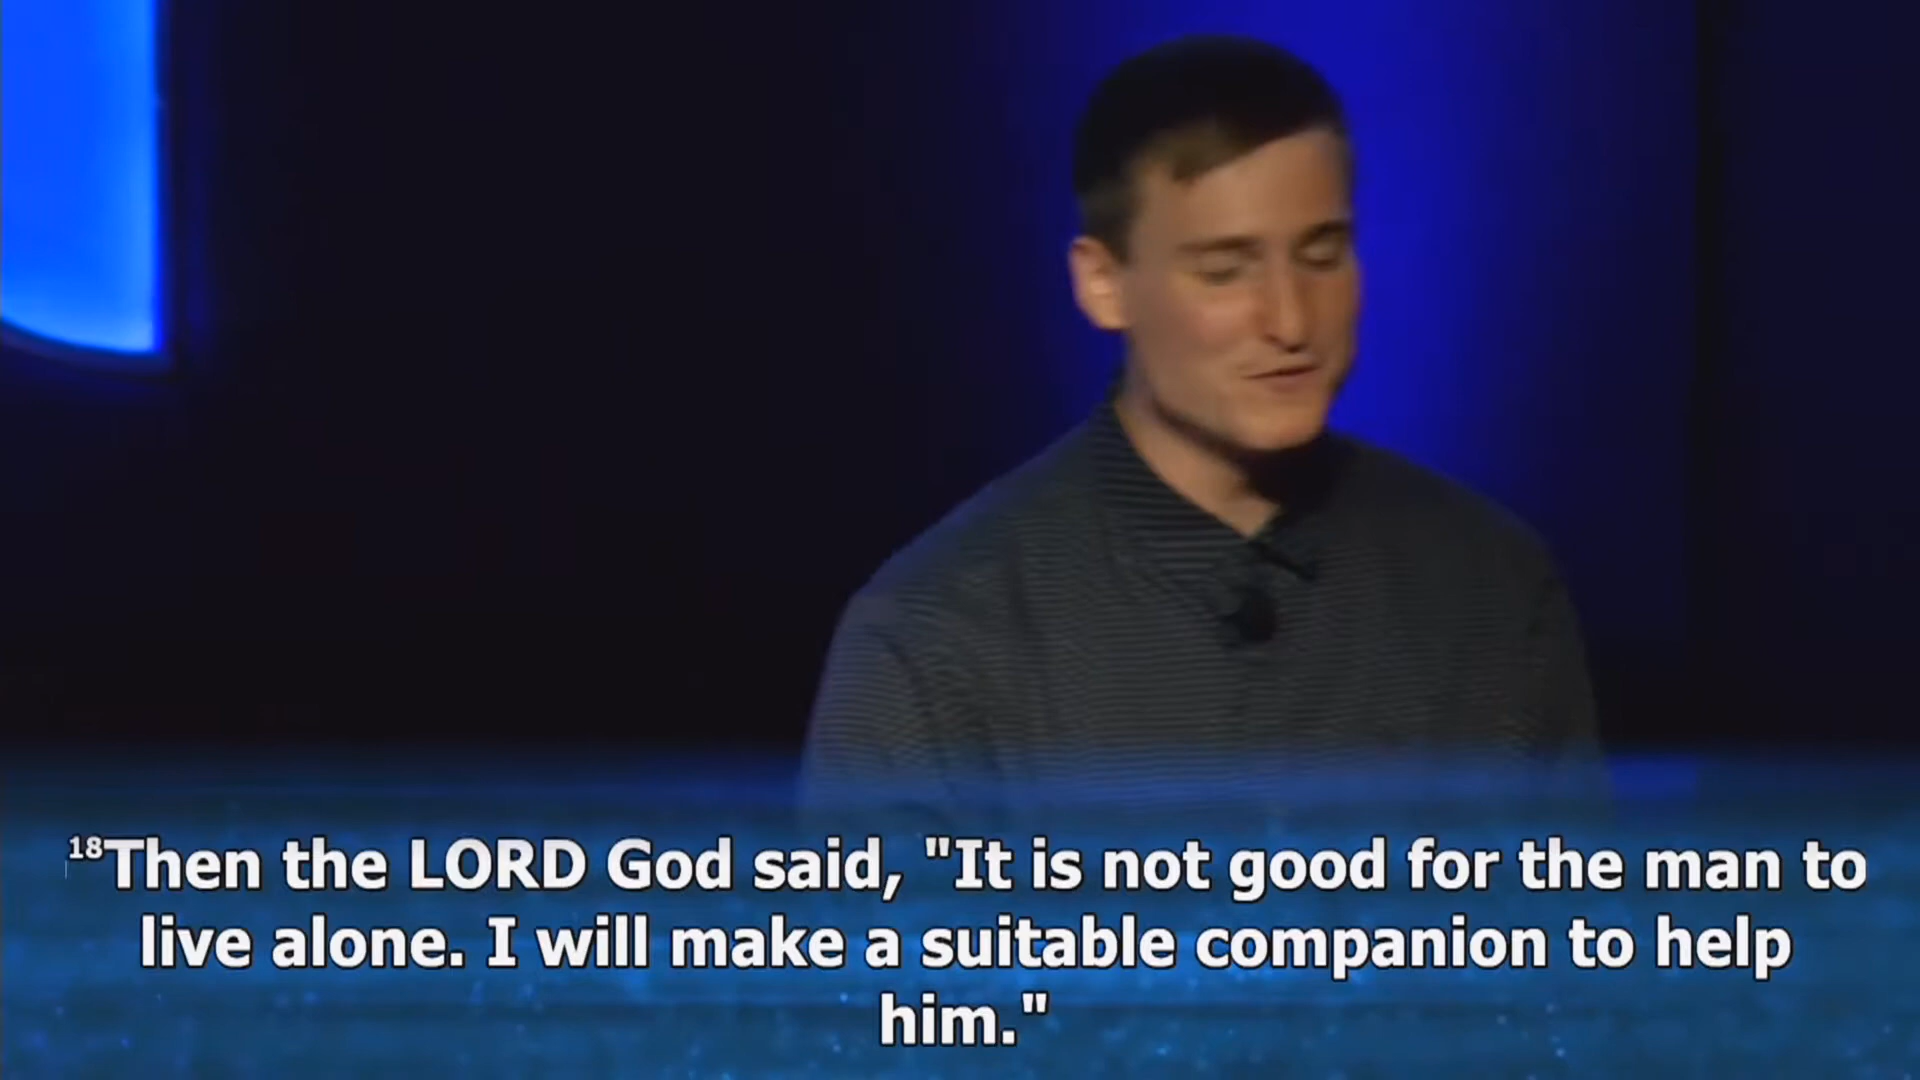 18Then the LORD God said, "It is not good for the man to
live alone. I will make a suitable companion to help
him."